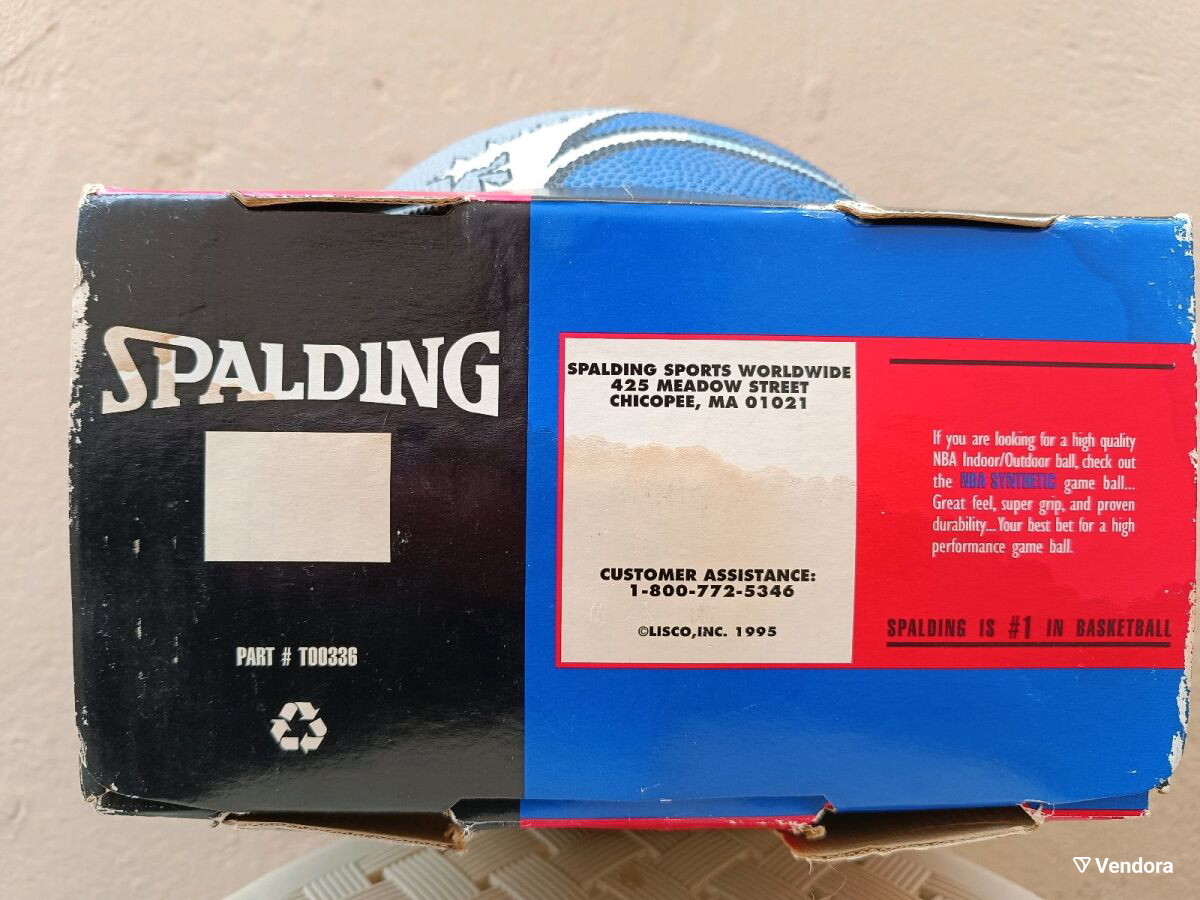 SPALDING
PART # T00336
SPALDING SPORTS WORLDWIDE
425 MEADOW STREET
CHICOPEE, MA 01021
CUSTOMER ASSISTANCE:
1-800-772-5346
©LISCO,INC. 1995
If you are looking for a high quality
NBA Indoor/Outdoor ball, check out
the NBA SYNTHETIC game ball...
Great feel, super grip, and proven
durability...Your best bet for a high
performance game ball.
SPALDING IS #1 IN BASKETBALL
Vendora